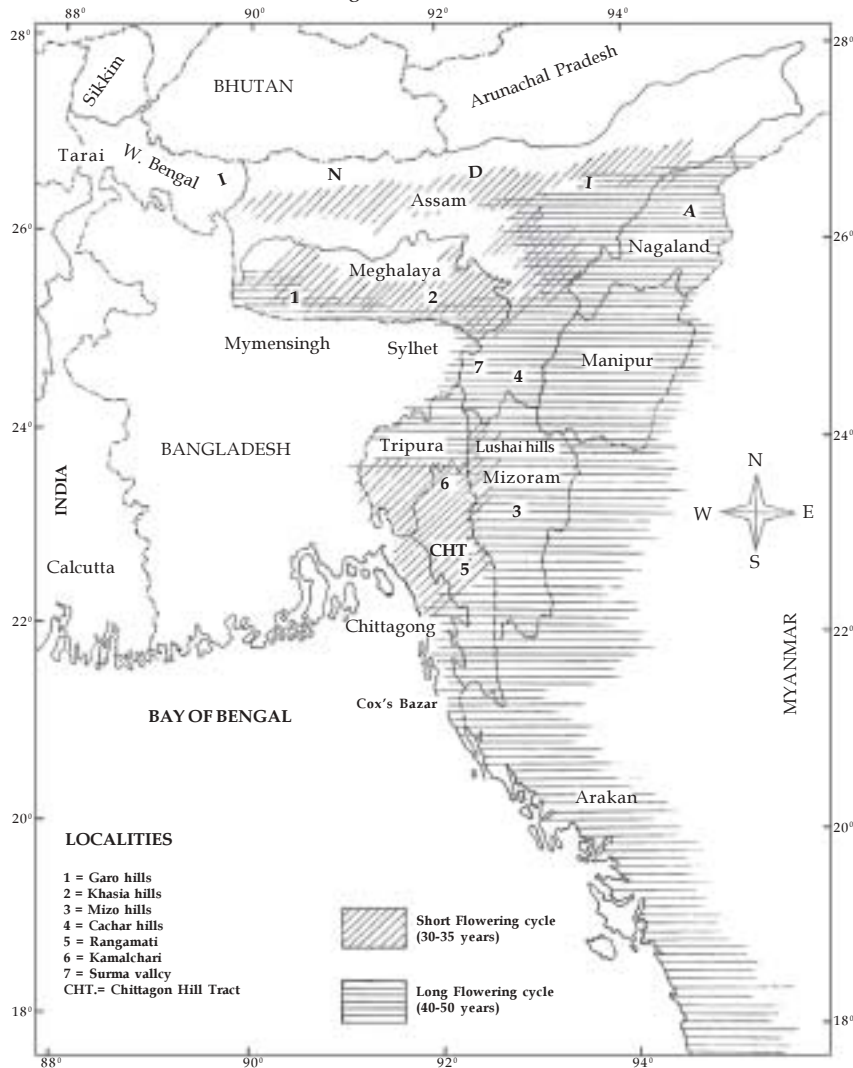 88° 90° 92° 94°
28° 28°
Sikkim
BHUTAN
Arunachal Pradesh
Tarai
W. Bengal
I N D I A
Assam
26° 26°
Nagaland
Meghalaya
1 2
Mymensingh
Sylhet
7 4
Manipur
24° 24°
BANGLADESH
Tripura
Lushai hills
Mizoram
6
3
INDIA
N
W E
S
CHT
5
Calcutta
22° 22°
Chittagong
MYANMAR
Cox's Bazar
BAY OF BENGAL
Arakan
20° 20°
LOCALITIES
1 = Garo hills
2 = Khasia hills
3 = Mizo hills
4 = Cachar hills
5 = Rangamati
6 = Kamalchari
7 = Surma vallcy
CHT.= Chittagon Hill Tract
Short Flowering cycle
(30-35 years)
Long Flowering cycle
(40-50 years)
18° 18°
88° 90° 92° 94°